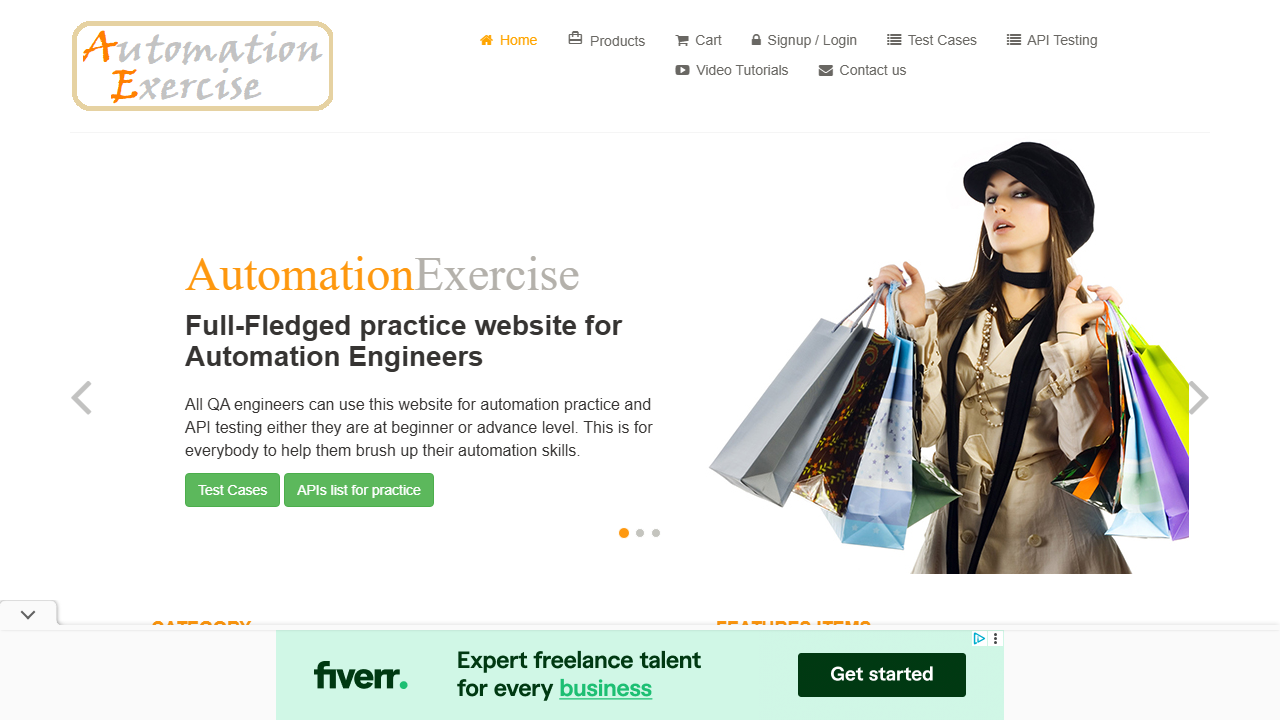 Automation
Exercise
Home Products Cart Signup / Login Test Cases API Testing
Video Tutorials Contact us
AutomationExercise
Full-Fledged practice website for
Automation Engineers
All QA engineers can use this website for automation practice and
API testing either they are at beginner or advance level. This is for
everybody to help them brush up their automation skills.
Test Cases APIs list for practice
CATEGORY FEATURES ITEMS
fiverr.
Expert freelance talent
for every business
Get started